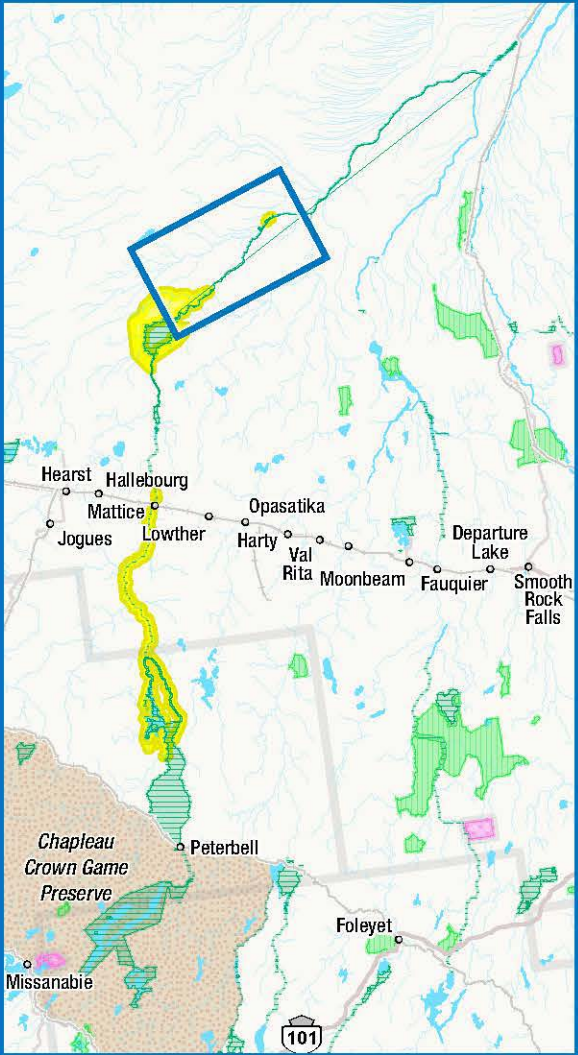 Hearst
Hallebourg
Mattice
Opasatika
Jogues
Lowther
Harty
Val
Rita
Moonbeam
Departure
Lake
Fauquier
Smooth
Rock
Falls
Chapleau
Crown Game
Preserve
Peterbell
Foleyet
Missanabie
101